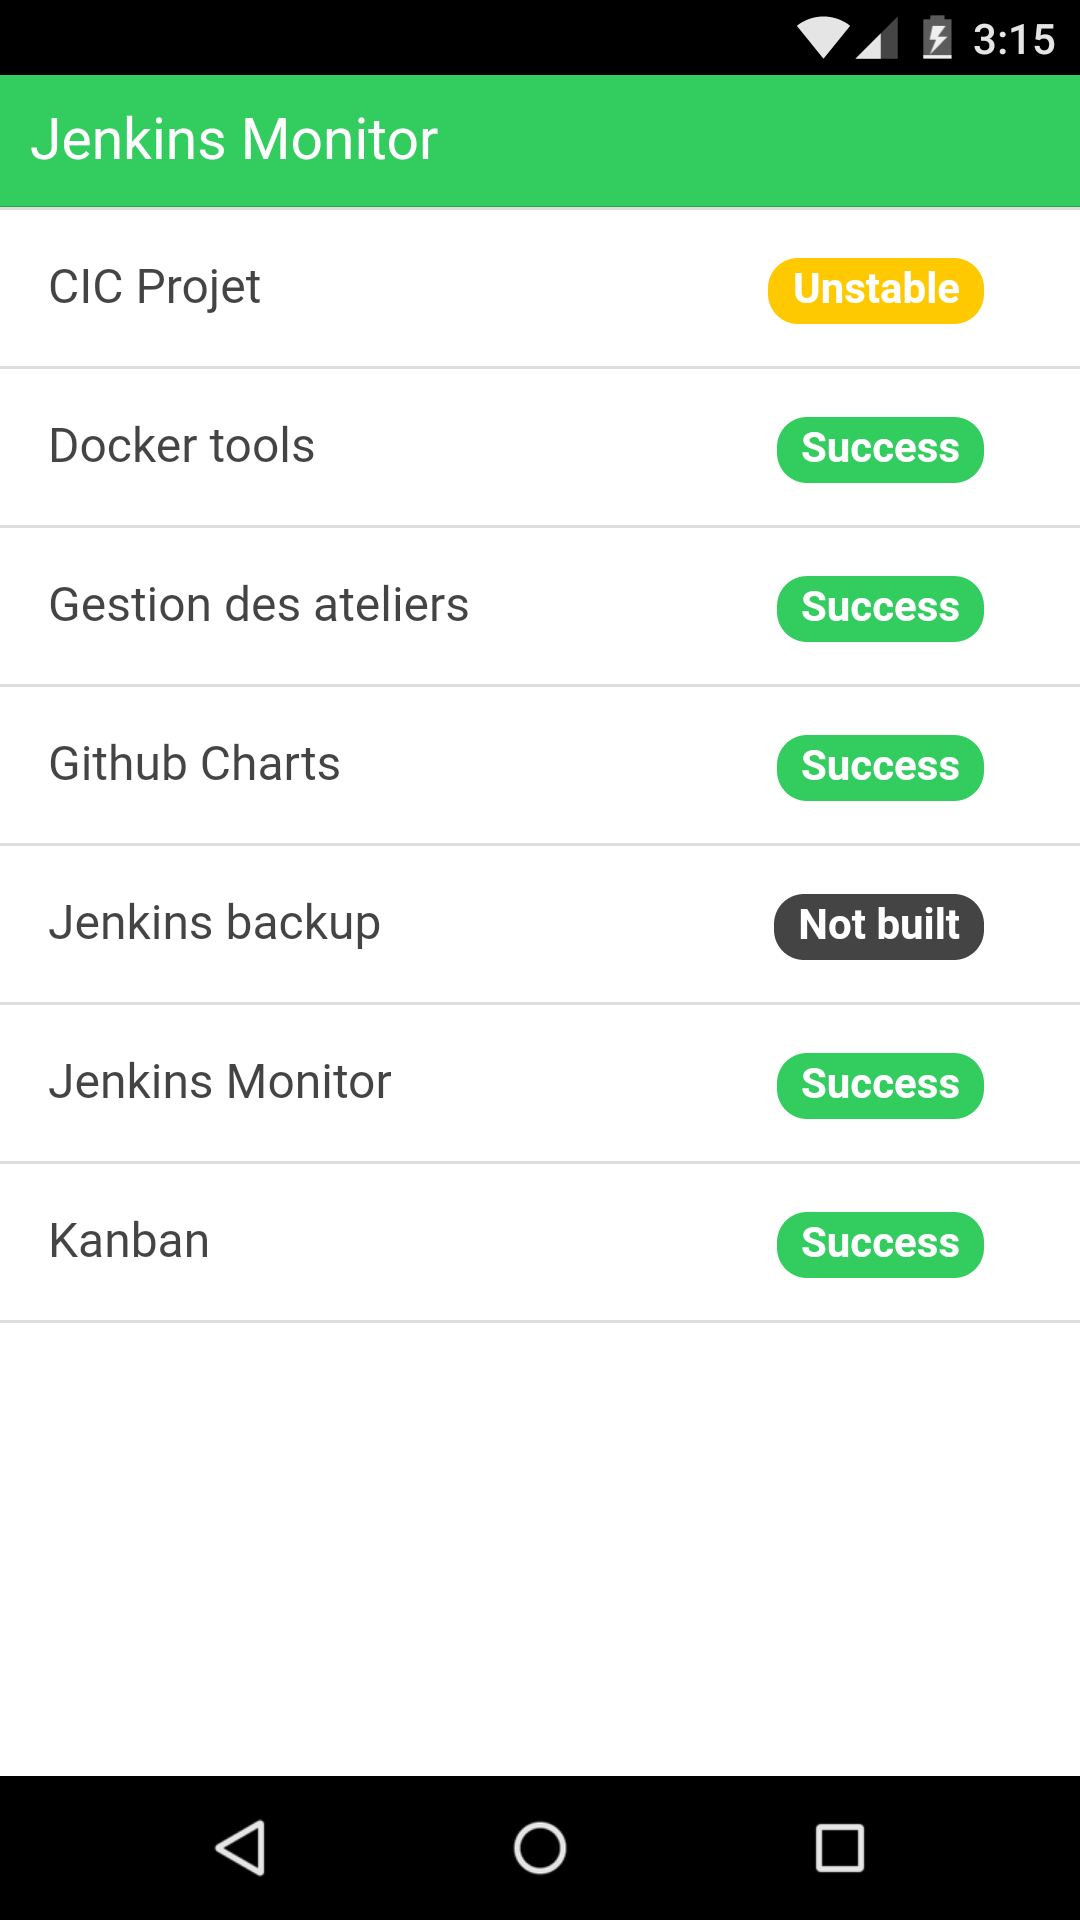 3:15
Jenkins Monitor
CIC Projet Unstable
Docker tools Success
Gestion des ateliers Success
Github Charts Success
Jenkins backup Not built
Jenkins Monitor Success
Kanban Success